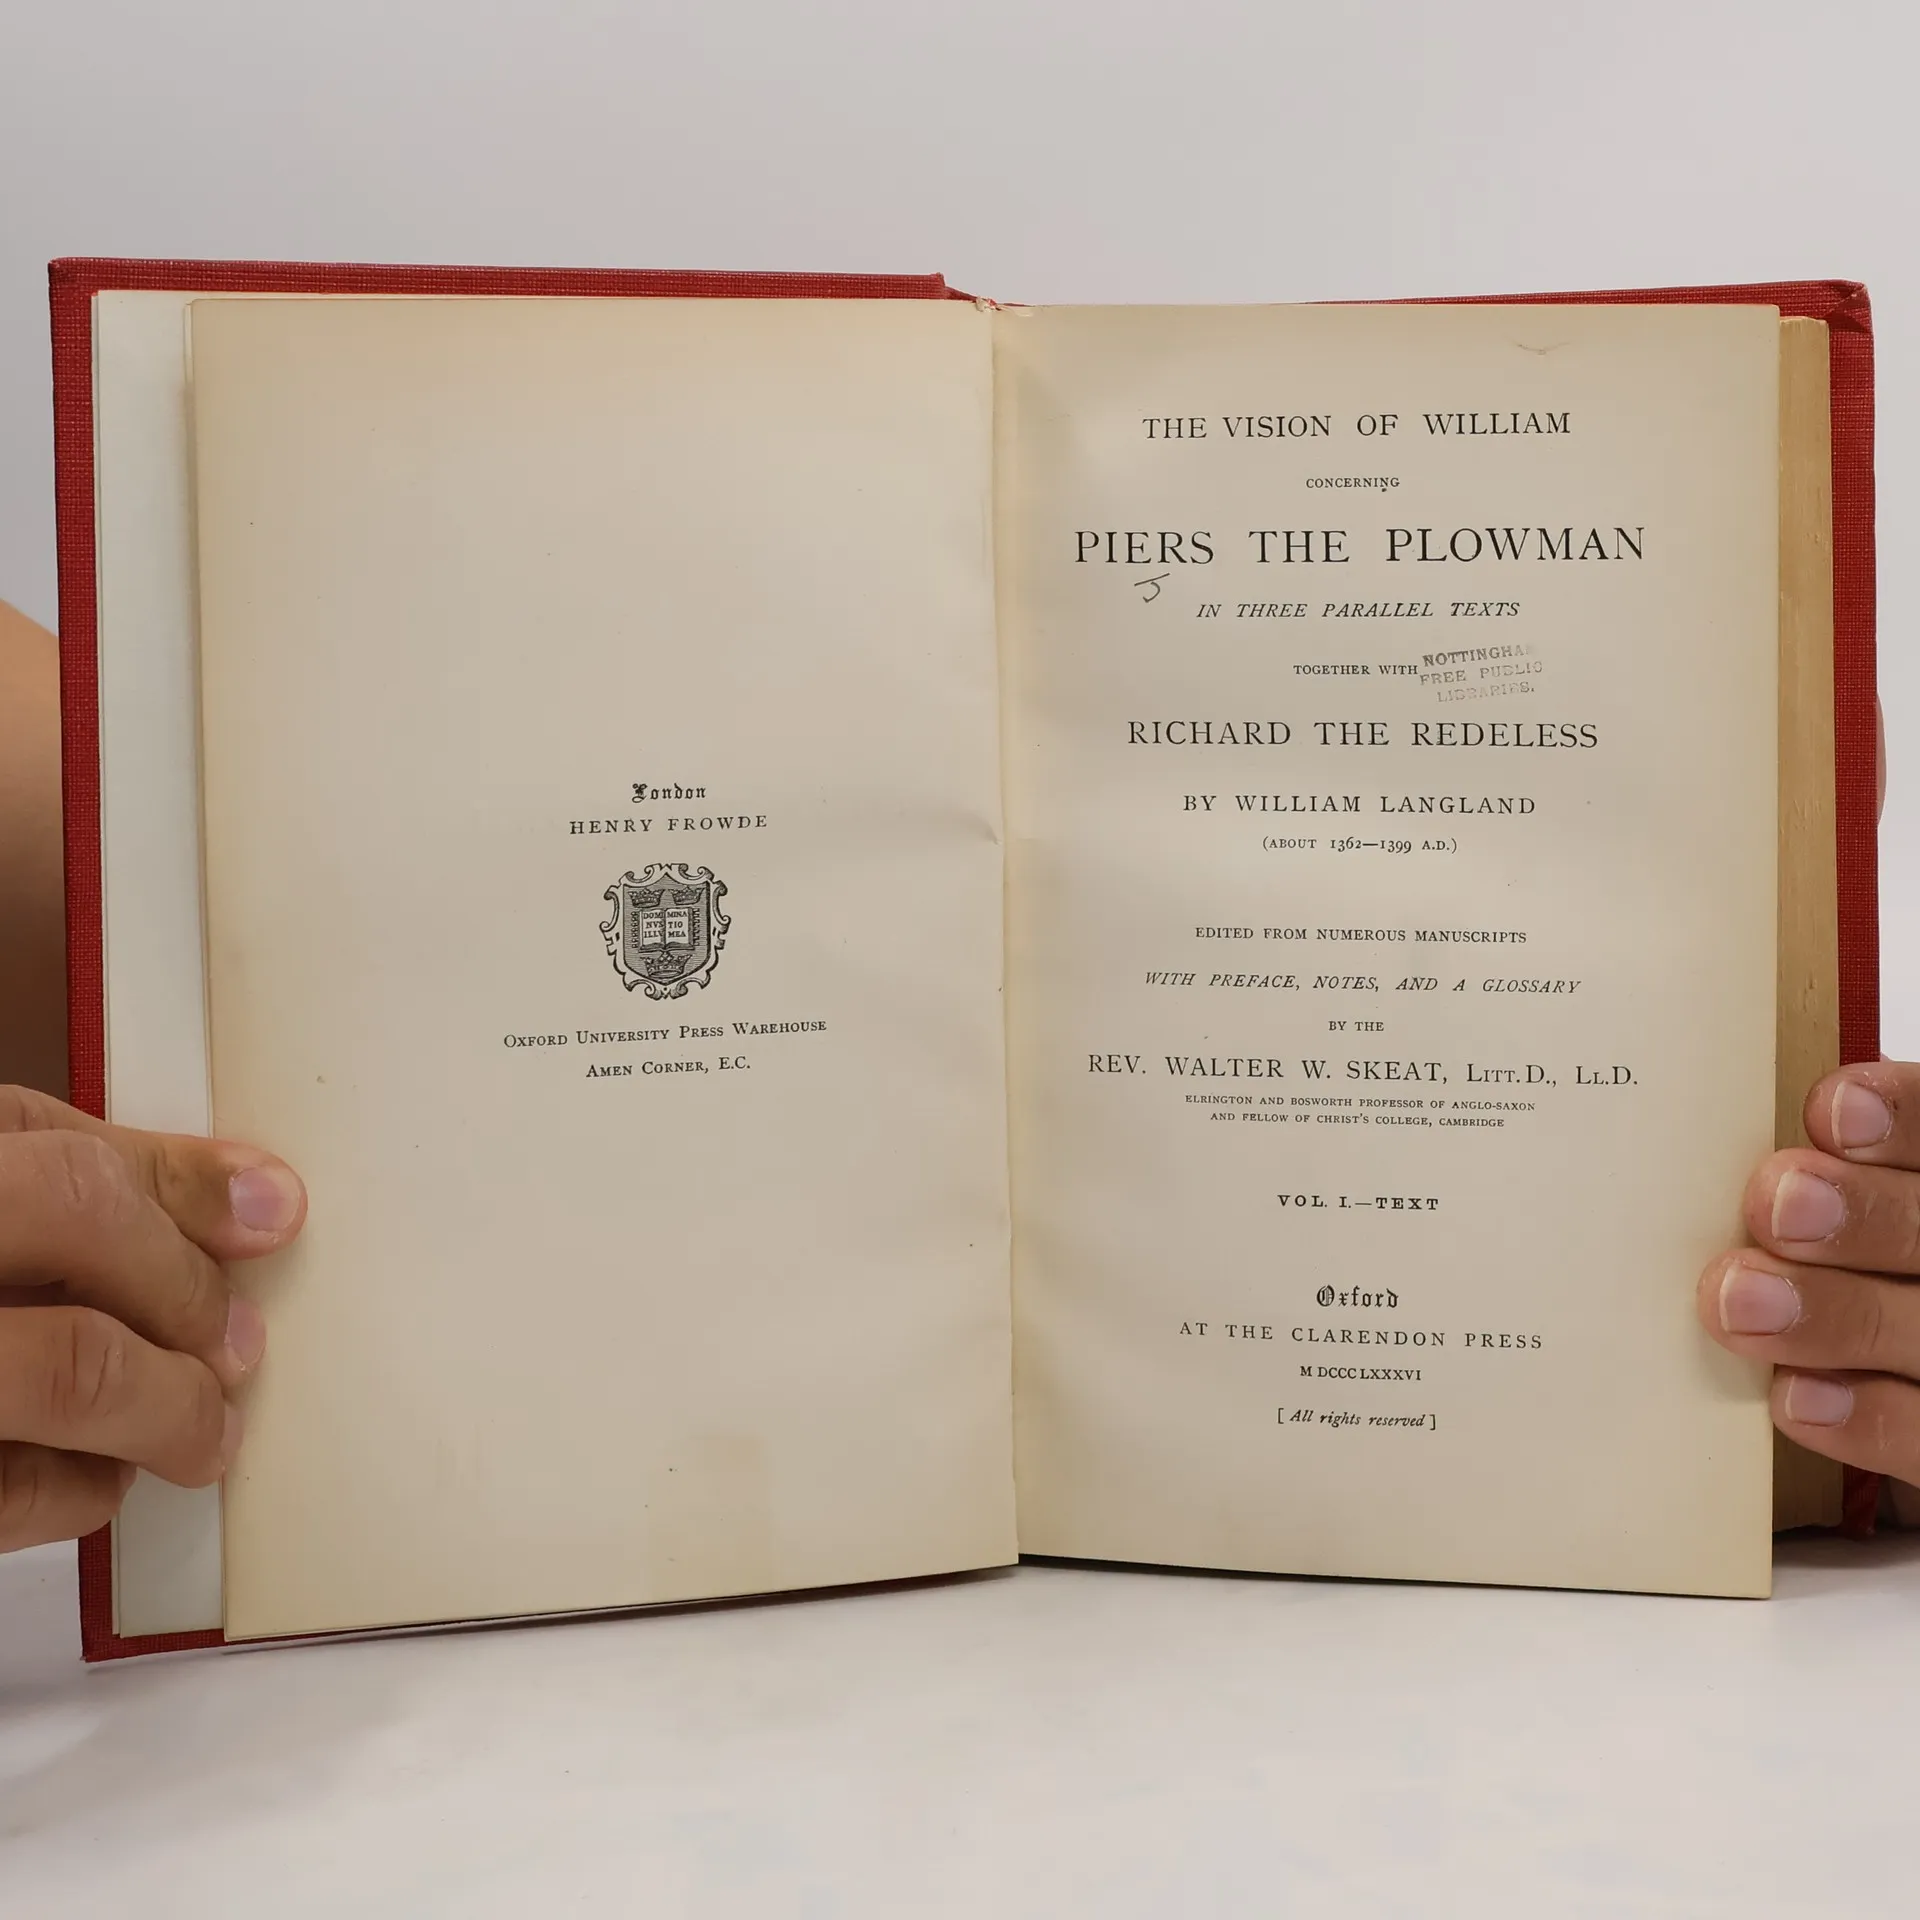 London
HENRY FROWDE
DOMI MINA
NVS TIO
ILLV MEA
OXFORD UNIVERSITY PRESS WAREHOUSE
AMEN CORNER, E.C.
THE VISION OF WILLIAM
CONCERNING
PIERS THE PLOWMAN
IN THREE PARALLEL TEXTS
TOGETHER WITH
NOTTINGHAM
FREE PUBLIC
LIBRARIES.
RICHARD THE REDELESS
BY WILLIAM LANGLAND
(ABOUT 1362—1399 A.D.)
EDITED FROM NUMEROUS MANUSCRIPTS
WITH PREFACE, NOTES, AND A GLOSSARY
BY THE
REV. WALTER W. SKEAT, LITT.D., LL.D.
ELRINGTON AND BOSWORTH PROFESSOR OF ANGLO-SAXON
AND FELLOW OF CHRIST'S COLLEGE, CAMBRIDGE
VOL. I.—TEXT
Oxford
AT THE CLARENDON PRESS
M DCCC LXXXVI
[ All rights reserved ]